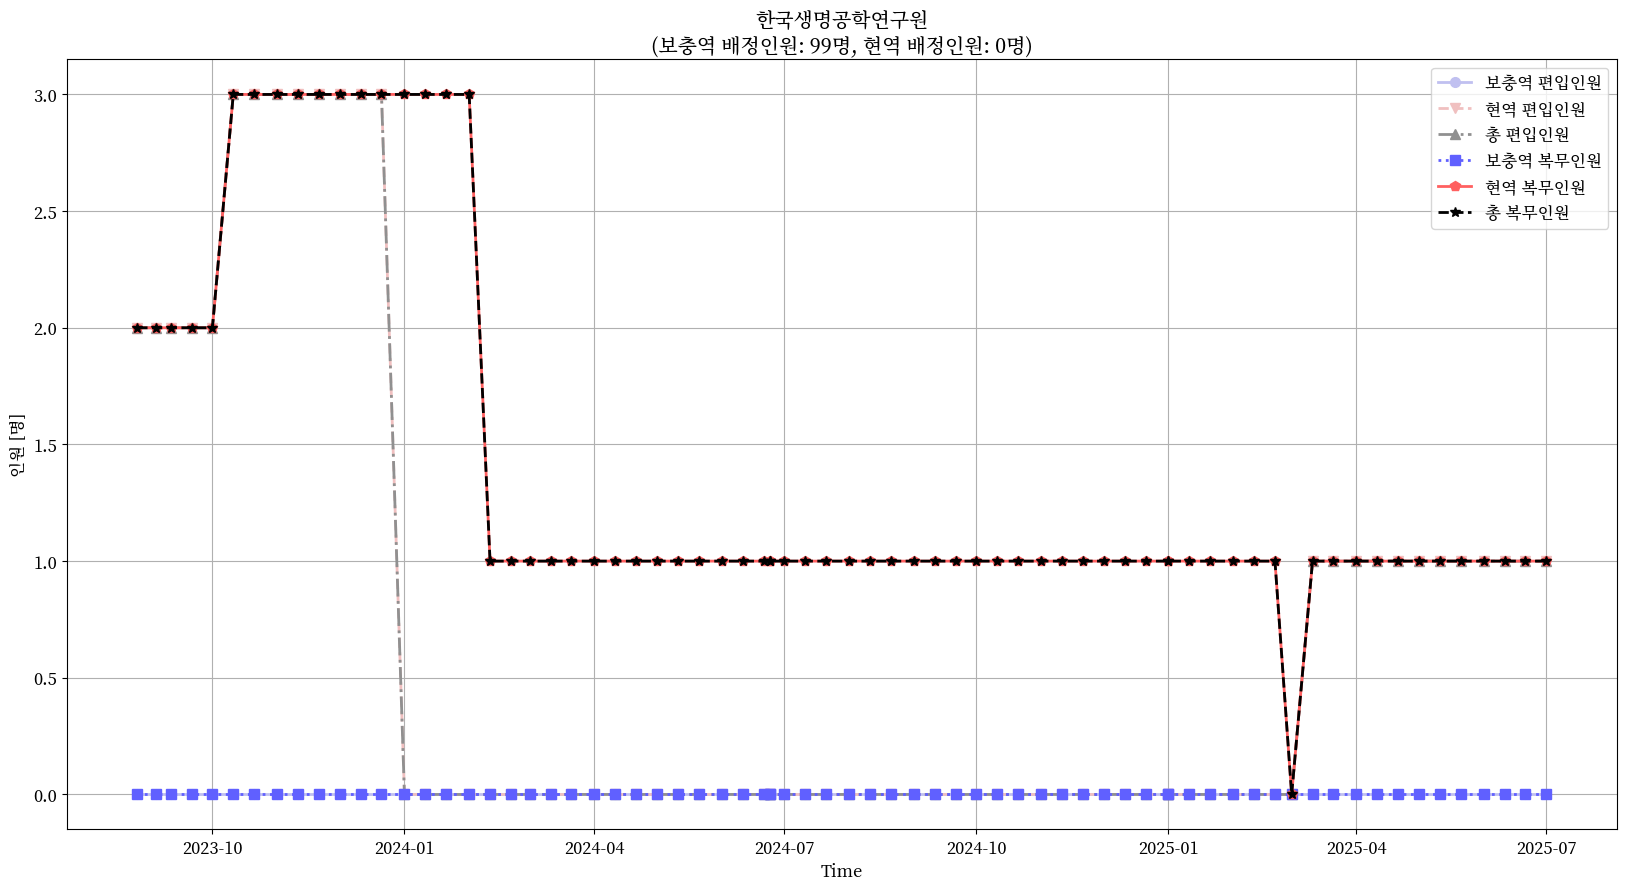 한국생명공학연구원
(보충역 배정인원: 99명, 현역 배정인원: 0명)
보충역 편입인원
현역 편입인원
총 편입인원
보충역 복무인원
현역 복무인원
총 복무인원
인원 [명]
3.0
2.5
2.0
1.5
1.0
0.5
0.0
2023-10
2024-01
2024-04
2024-07
2024-10
2025-01
2025-04
2025-07
Time